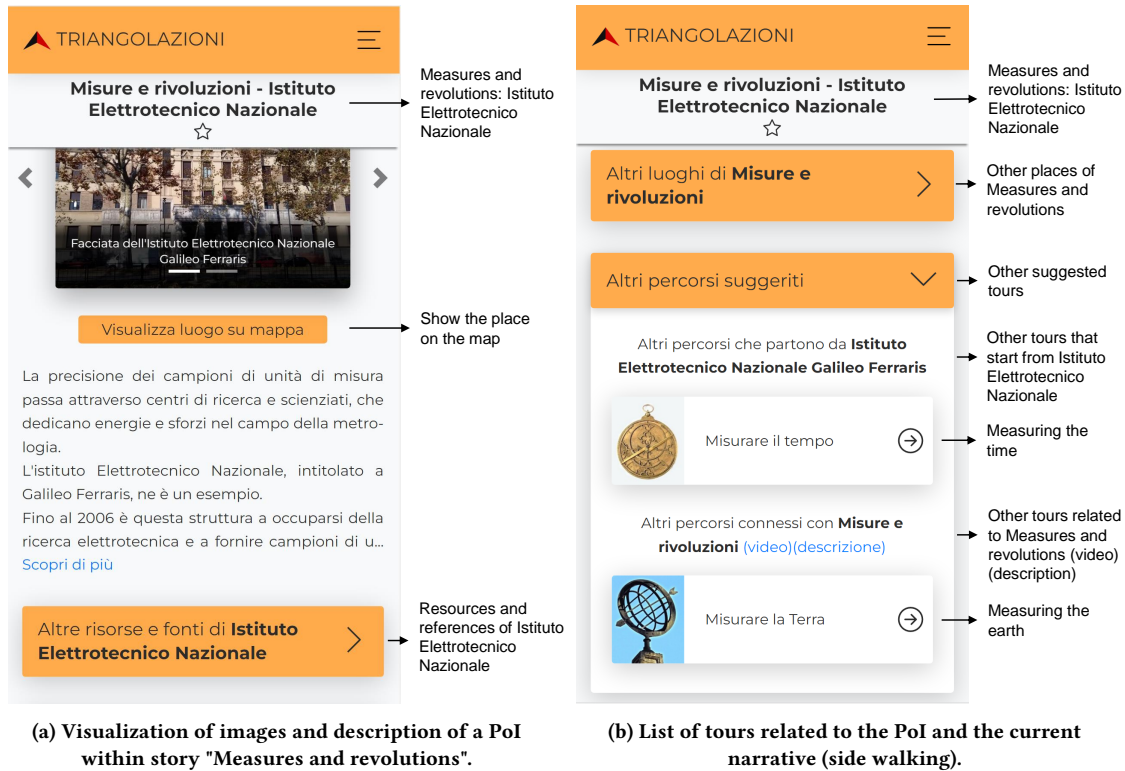 TRIANGOLAZIONI
Misure e rivoluzioni - Istituto
Elettrotecnico Nazionale
Facciata dell'Istituto Elettrotecnico Nazionale
Galileo Ferraris
Visualizza luogo su mappa
La precisione dei campioni di unità di misura
passa attraverso centri di ricerca e scienziati, che
dedicano energie e sforzi nel campo della metro-
logia.
L'istituto Elettrotecnico Nazionale, intitolato a
Galileo Ferraris, ne è un esempio.
Fino al 2006 è questa struttura a occuparsi della
ricerca elettrotecnica e a fornire campioni di u...
Scopri di più
Altre risorse e fonti di Istituto
Elettrotecnico Nazionale
Measures and
revolutions: Istituto
Elettrotecnico
Nazionale
Show the place
on the map
Resources and
references of Istituto
Elettrotecnico
Nazionale
(a) Visualization of images and description of a PoI
within story "Measures and revolutions".
TRIANGOLAZIONI
Misure e rivoluzioni - Istituto
Elettrotecnico Nazionale
Altri luoghi di Misure e
rivoluzioni
Altri percorsi suggeriti
Altri percorsi che partono da Istituto
Elettrotecnico Nazionale Galileo Ferraris
Misurare il tempo
Altri percorsi connessi con Misure e
rivoluzioni (video)(descrizione)
Misurare la Terra
Measures and
revolutions: Istituto
Elettrotecnico
Nazionale
Other places of
Measures and
revolutions
Other suggested
tours
Other tours that
start from Istituto
Elettrotecnico
Nazionale
Measuring the
time
Other tours related
to Measures and
revolutions (video)
(description)
Measuring the
earth
(b) List of tours related to the PoI and the current
narrative (side walking).